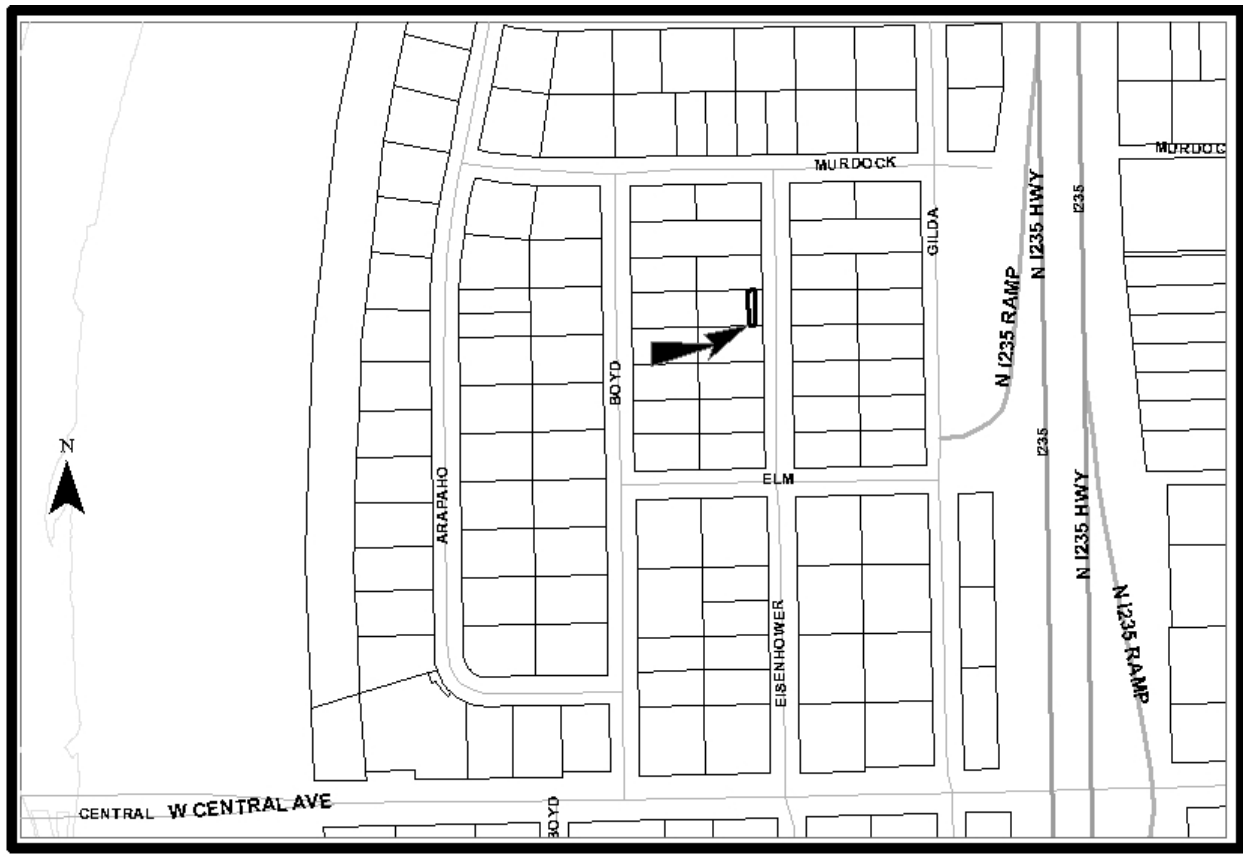 MURDOCK
MURDOC
I235
N I235 HWY
GILDA
N I235 RAMP
BOYD
I235
N
ARAPAHO
ELM
N I235 HWY
EISENHOWER
N I235 RAMP
CENTRAL W CENTRAL AVE
BOYD